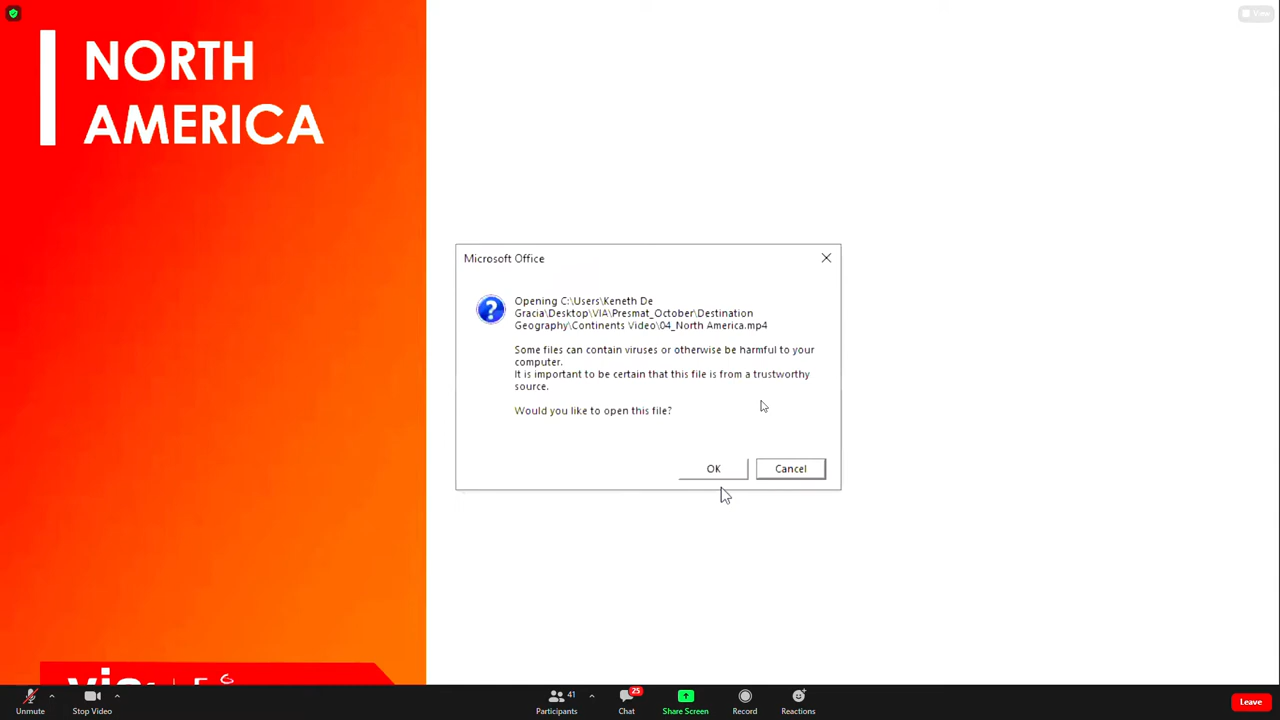 View
NORTH
AMERICA
Microsoft Office
Opening C:\Users\Keneth De
Gracia\Desktop\VIA\Presmat_October\Destination
Geography\Continents Video\04_North America.mp4
Some files can contain viruses or otherwise be harmful to your
computer.
It is important to be certain that this file is from a trustworthy
source.
Would you like to open this file?
OK
Cancel
Unmute
Stop Video
41
Participants
25
Chat
Share Screen
Record
Reactions
Leave